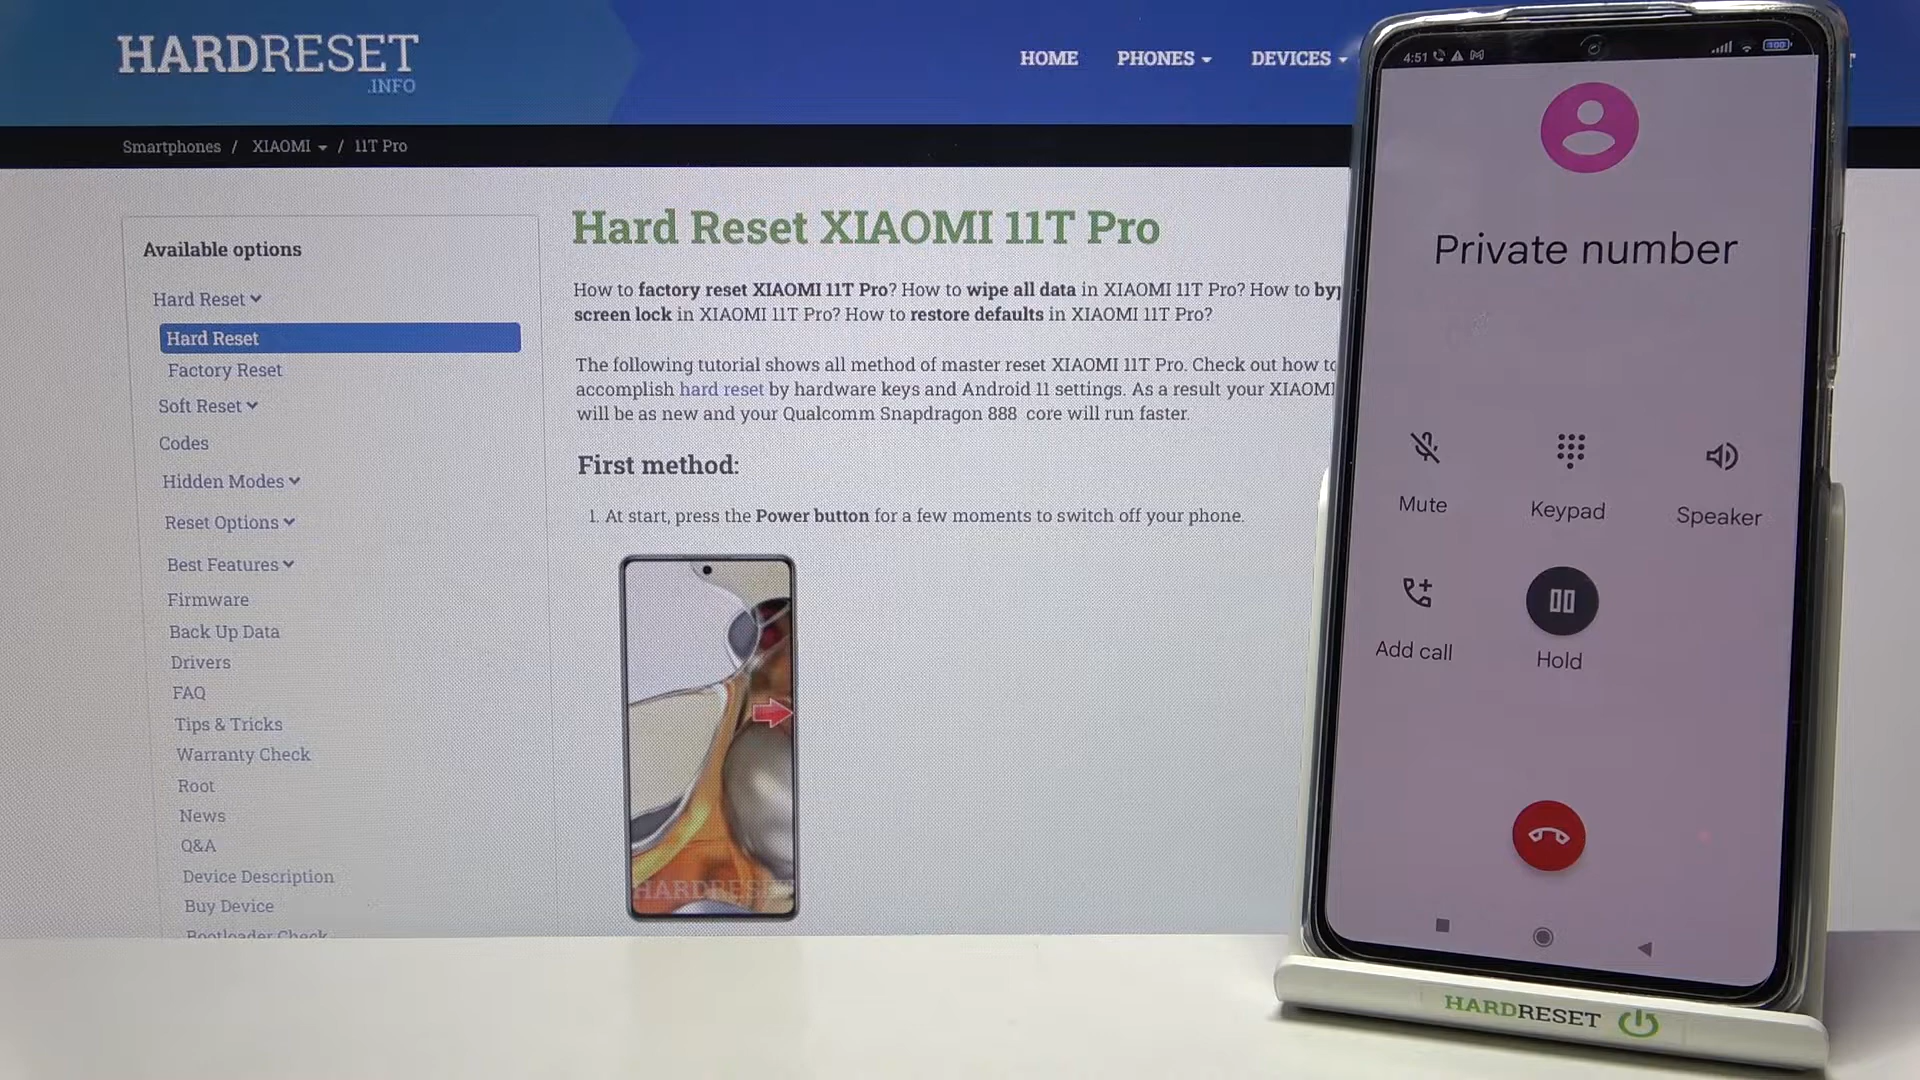 HARDRESET
.INFO
HOME PHONES DEVICES
Smartphones / XIAOMI / 11T Pro
Available options
Hard Reset
Hard Reset
Factory Reset
Soft Reset
Codes
Hidden Modes
Reset Options
Best Features
Firmware
Back Up Data
Drivers
FAQ
Tips & Tricks
Warranty Check
Root
News
Q&A
Device Description
Buy Device
Bootloader Check
Hard Reset XIAOMI 11T Pro
How to factory reset XIAOMI 11T Pro? How to wipe all data in XIAOMI 11T Pro? How to
screen lock in XIAOMI 11T Pro? How to restore defaults in XIAOMI 11T Pro?
The following tutorial shows all method of master reset XIAOMI 11T Pro. Check out how to
accomplish hard reset by hardware keys and Android 11 settings. As a result your XIAOMI
will be as new and your Qualcomm Snapdragon 888 core will run faster.
First method:
1. At start, press the Power button for a few moments to switch off your phone.
HARDRESET
4:51
100
Private number
Mute
Keypad
Speaker
Add call
Hold
HARDRESET